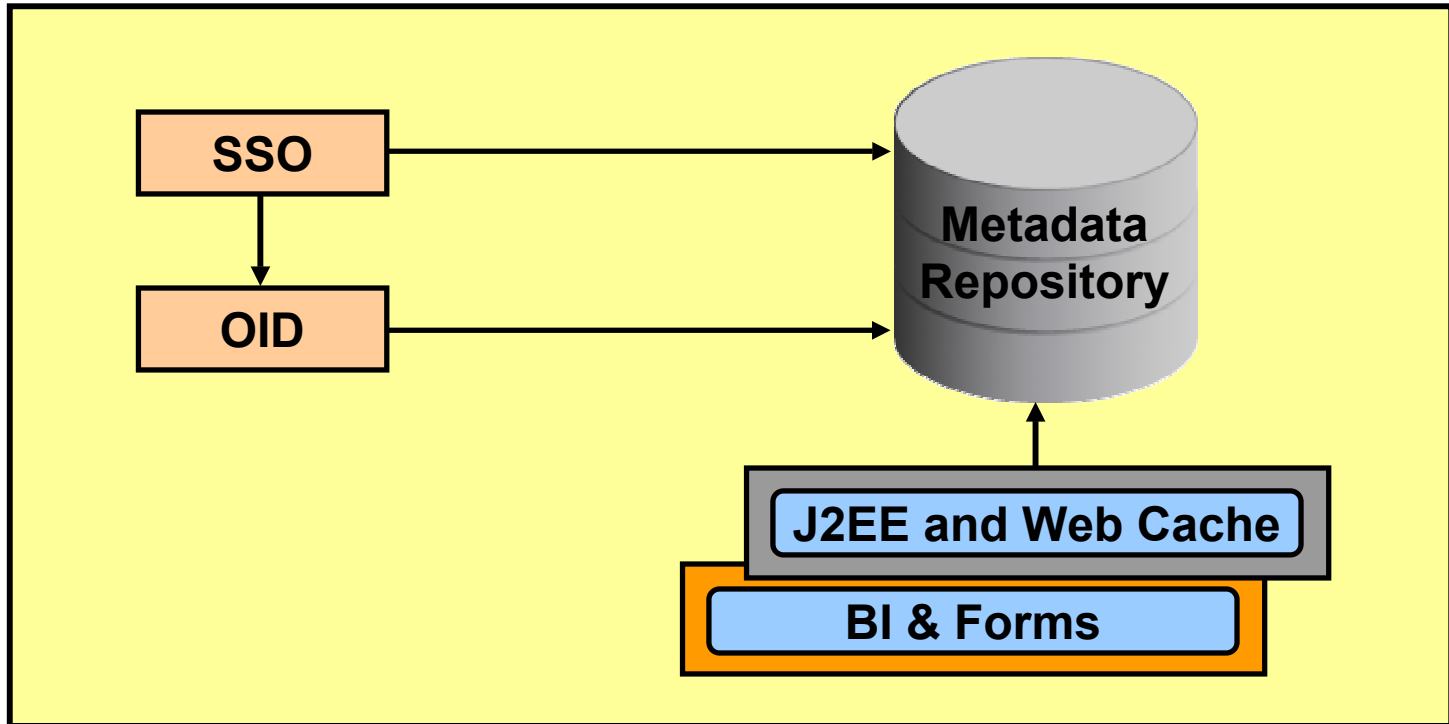 SSO
OID
Metadata
Repository
J2EE and Web Cache
BI & Forms